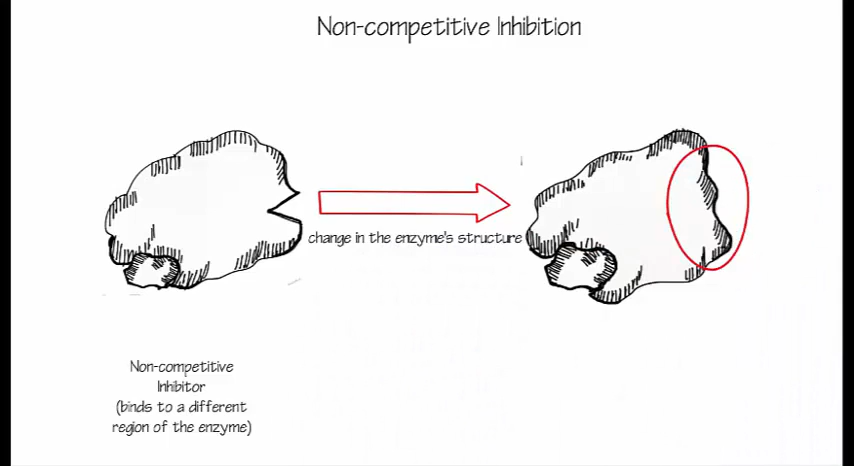 Non-competitive Inhibition
change in the enzyme's structure
Non-competitive
Inhibitor
(binds to a different
region of the enzyme)